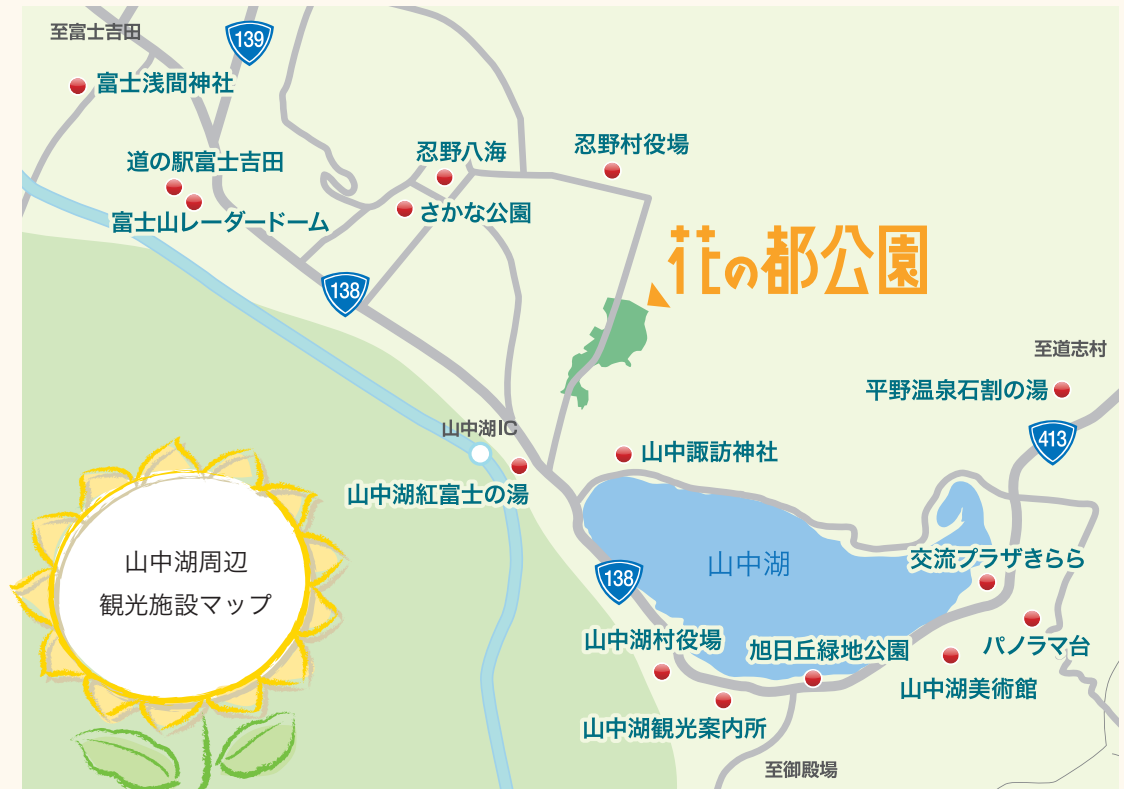 至富士吉田
139
富士浅間神社
道の駅富士吉田
富士山レーダードーム
忍野八海
忍野村役場
さかな公園
花の都公園
138
至道志村
平野温泉石割の湯
413
山中湖IC
山中諏訪神社
山中湖紅富士の湯
山中湖周辺
観光施設マップ
山中湖
138
交流プラザきらら
山中湖村役場
旭日丘緑地公園
パノラマ台
山中湖美術館
山中湖観光案内所
至御殿場